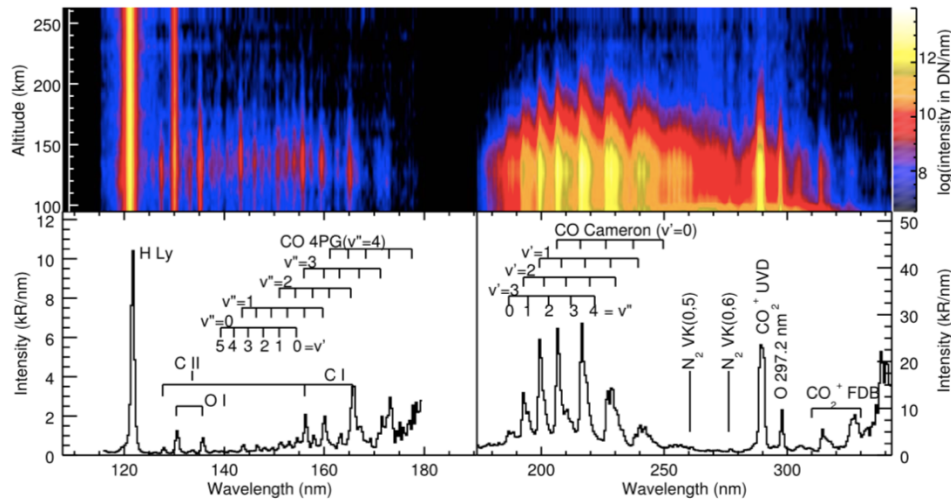 Altitude (km)
250
200
150
100
log(intensity in DN/nm)
12
10
8
Intensity (kR/nm)
10
8
6
4
2
0
H Ly
CO 4PG(v"=4)
v"=3
v"=2
v"=1
v"=0
5 4 3 2 1 0 =v'
C II
C I
O I
CO Cameron (v'=0)
v'=1
v'=2
v'=3
0 1 2 3 4 = v"
N2 VK(0,5)
N2 VK(0,6)
CO2+ UVD
O 297.2 nm
CO2+ FDB
50
40
30
20
10
0
Intensity (kR/nm)
120 140 160 180
200 250 300
Wavelength (nm)
Wavelength (nm)